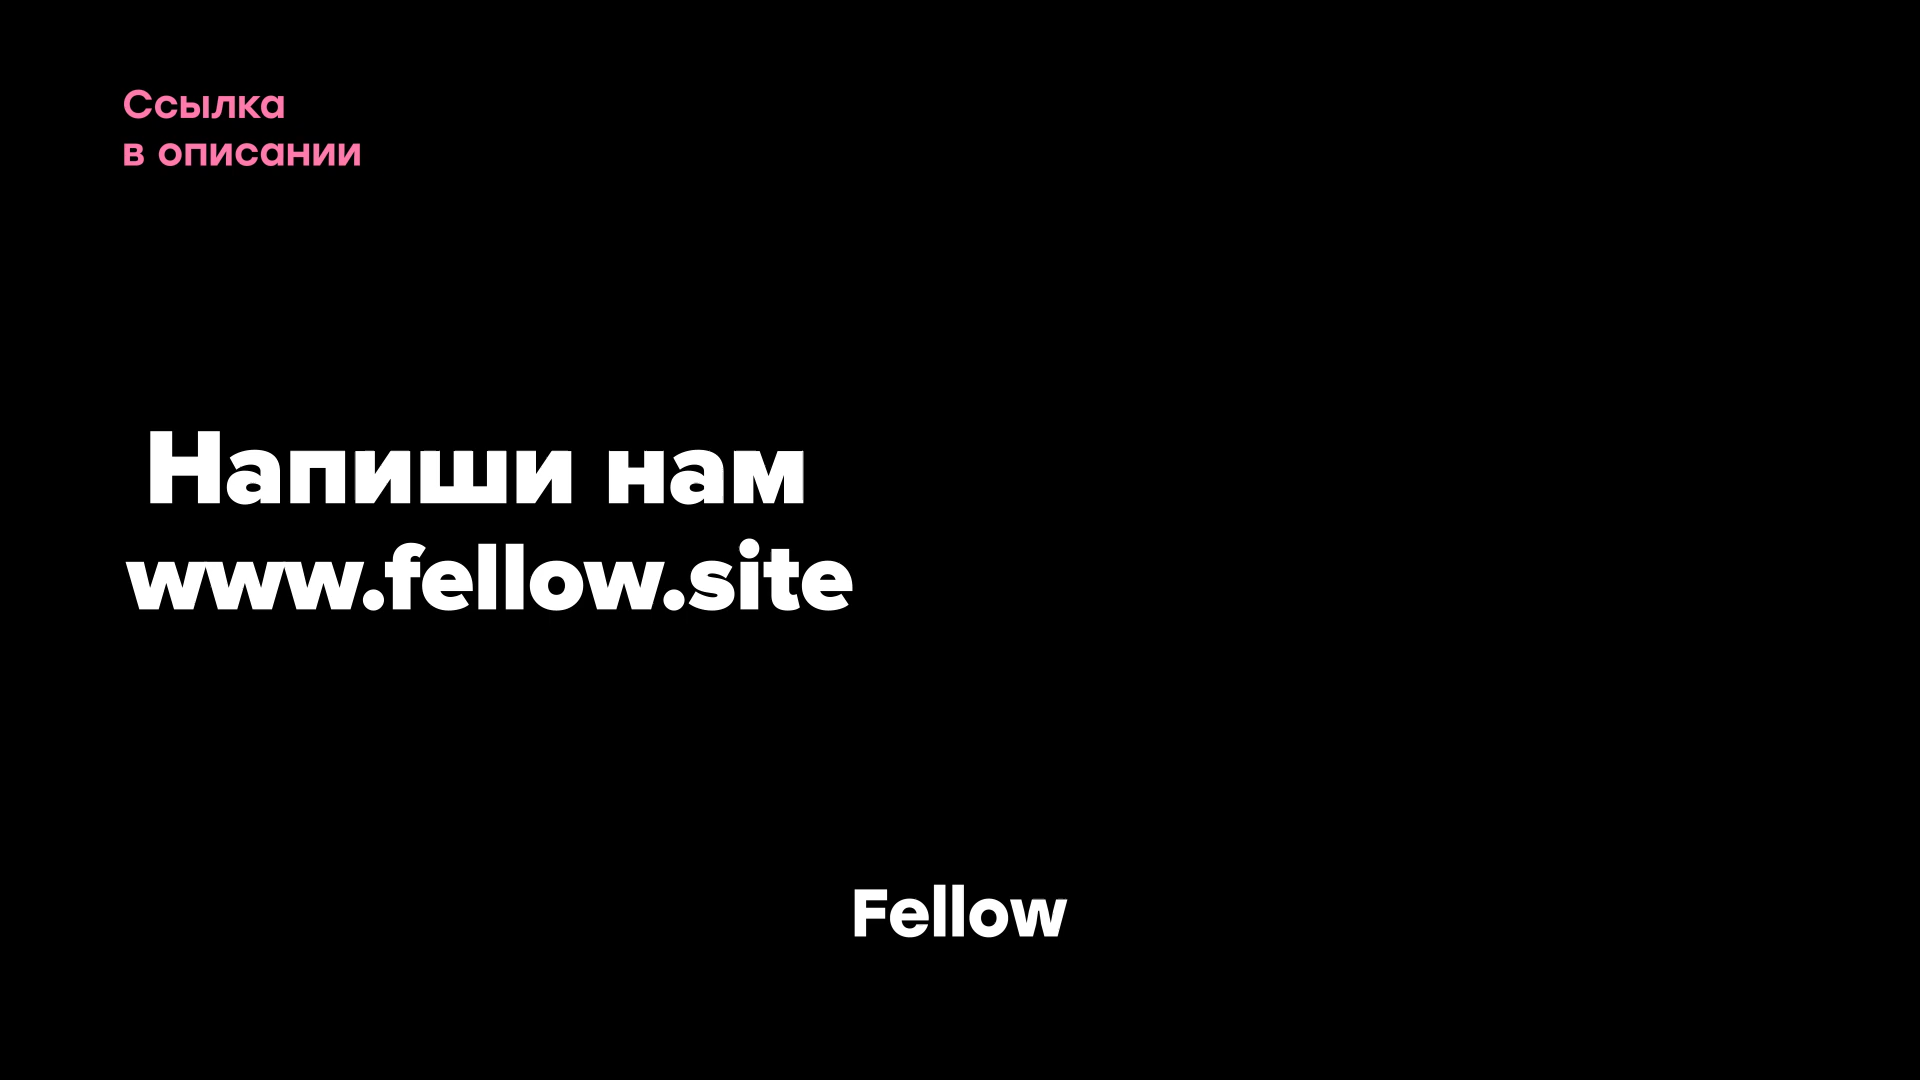 Ссылка
в описании
Напиши нам
www.fellow.site
Fellow